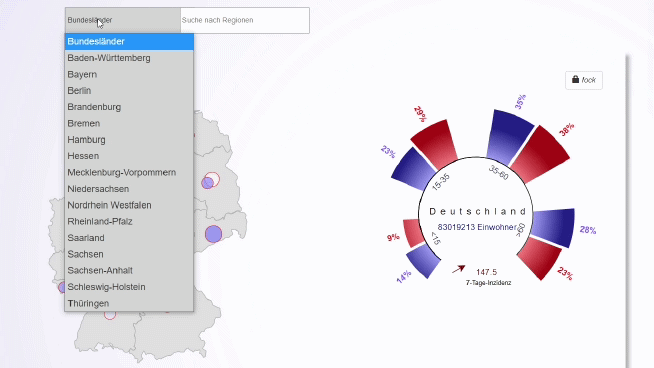 Bundesländer
Suche nach Regionen
Bundesländer
Baden-Württemberg
Bayern
Berlin
Brandenburg
Bremen
Hamburg
Hessen
Mecklenburg-Vorpommern
Niedersachsen
Nordrhein Westfalen
Rheinland-Pfalz
Saarland
Sachsen
Sachsen-Anhalt
Schleswig-Holstein
Thüringen
lock
35%
29%
38%
23%
35-60
15-35
Deutschland
83019213 Einwohner
<15
>60
28%
9%
23%
14%
147.5
7-Tage-Inzidenz